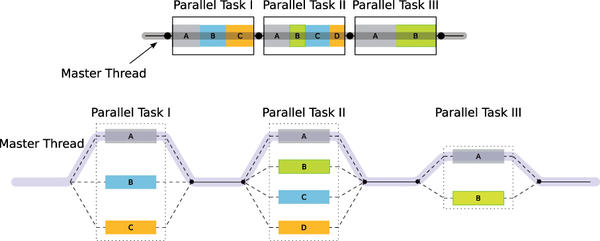 Parallel Task I Parallel Task II Parallel Task III
A B C A B C D A B
Master Thread
Parallel Task I Parallel Task II Parallel Task III
Master Thread
A A A
B B B
C C
C D